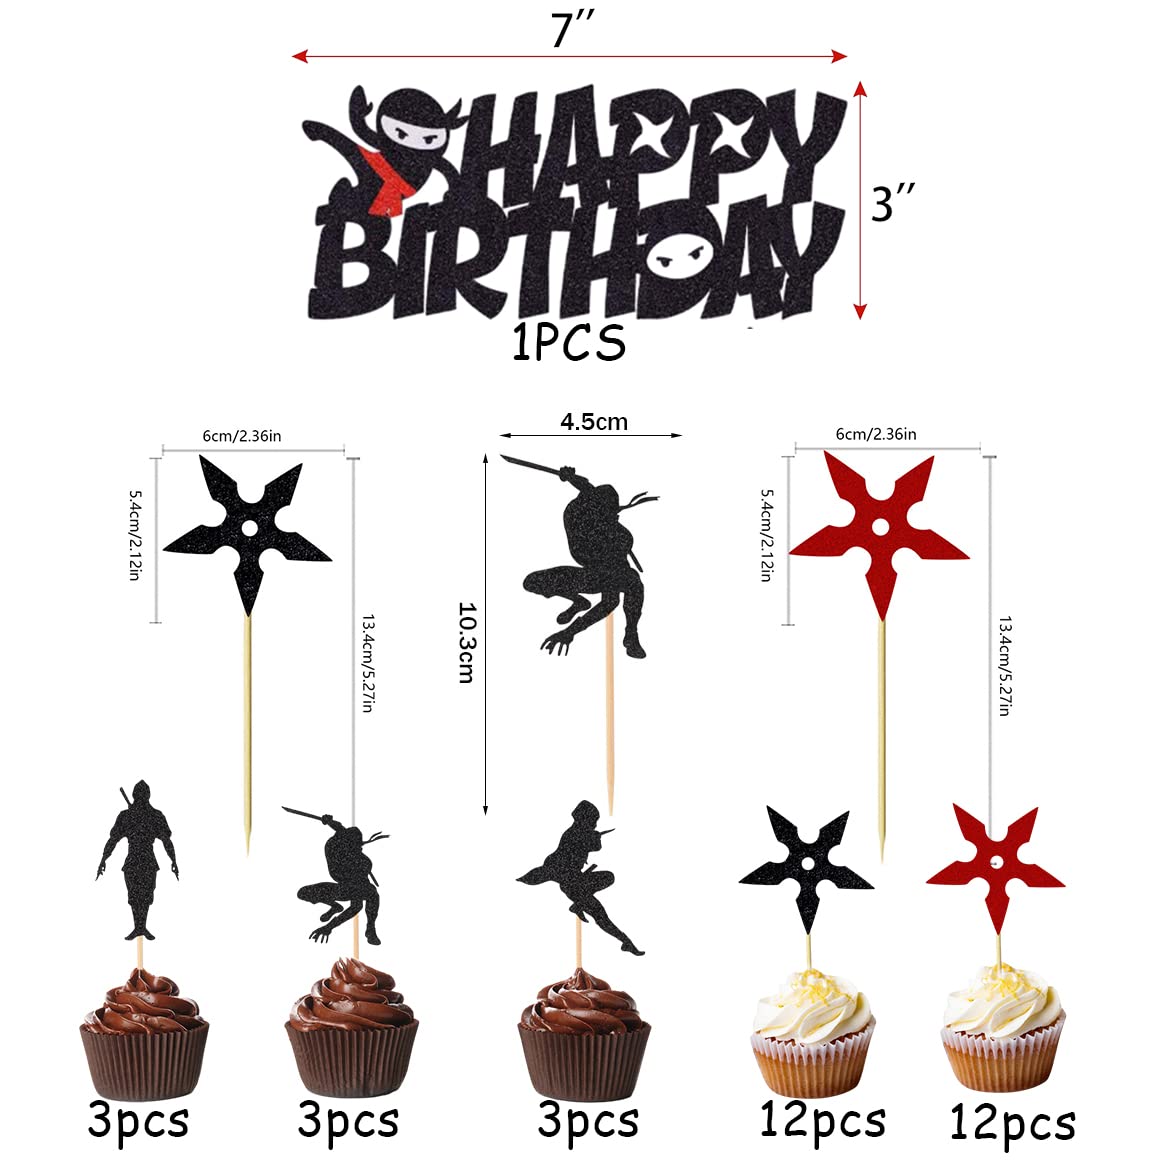 7″
HAPPY
BIRTHDAY
3″
1PCS
6cm/2.36in
5.4cm/2.12in
13.4cm/5.27in
4.5cm
10.3cm
6cm/2.36in
5.4cm/2.12in
13.4cm/5.27in
3pcs
3pcs
3pcs
12pcs
12pcs